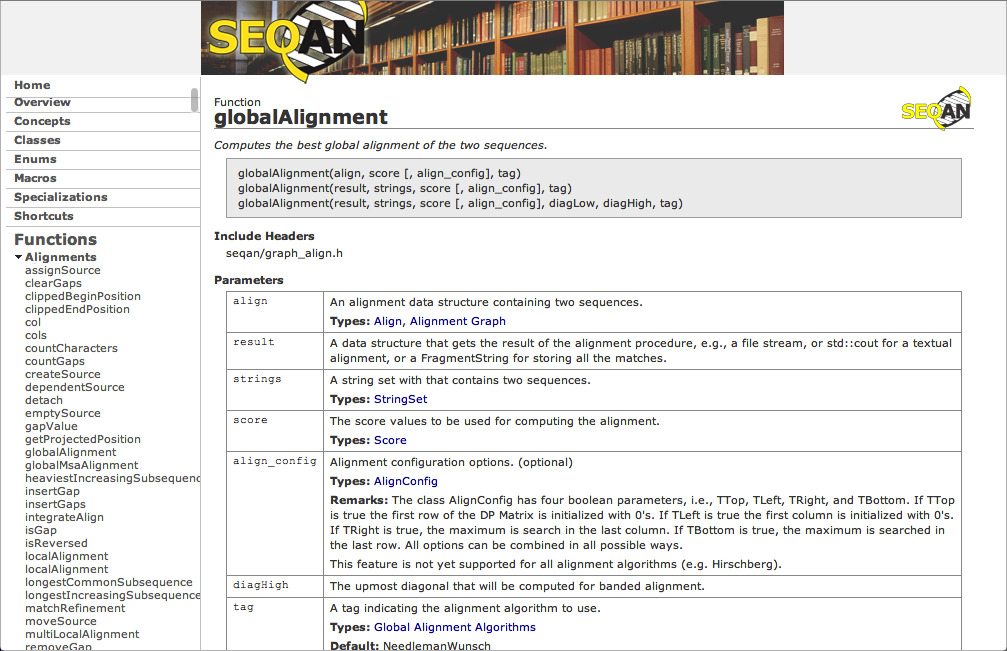 SEQAN
Home
Overview
Concepts
Classes
Enums
Macros
Specializations
Shortcuts
Functions
Alignments
assignSource
clearGaps
clippedBeginPosition
clippedEndPosition
col
cols
countCharacters
countGaps
createSource
dependentSource
detach
emptySource
gapValue
getProjectedPosition
globalAlignment
globalMsaAlignment
heaviestIncreasingSubsequenc
insertGap
insertGaps
integrateAlign
isGap
isReversed
localAlignment
localAlignment
longestCommonSubsequence
longestIncreasingSubsequence
matchRefinement
moveSource
multiLocalAlignment
removeGap
Function
globalAlignment
SEQAN
Computes the best global alignment of the two sequences.
globalAlignment(align, score [, align_config], tag)
globalAlignment(result, strings, score [, align_config], tag)
globalAlignment(result, strings, score [, align_config], diagLow, diagHigh, tag)
Include Headers
seqan/graph_align.h
Parameters
align An alignment data structure containing two sequences.
Types: Align, Alignment Graph
result A data structure that gets the result of the alignment procedure, e.g., a file stream, or std::cout for a textual
alignment, or a FragmentString for storing all the matches.
strings A string set with that contains two sequences.
Types: StringSet
score The score values to be used for computing the alignment.
Types: Score
align_config Alignment configuration options. (optional)
Types: AlignConfig
Remarks: The class AlignConfig has four boolean parameters, i.e., TTop, TLeft, TRight, and TBottom. If TTop
is true the first row of the DP Matrix is initialized with 0's. If TLeft is true the first column is initialized with 0's.
If TRight is true, the maximum is search in the last column. If TBottom is true, the maximum is searched in
the last row. All options can be combined in all possible ways.
This feature is not yet supported for all alignment algorithms (e.g. Hirschberg).
diagHigh The upmost diagonal that will be computed for banded alignment.
tag A tag indicating the alignment algorithm to use.
Types: Global Alignment Algorithms
Default: NeedlemanWunsch